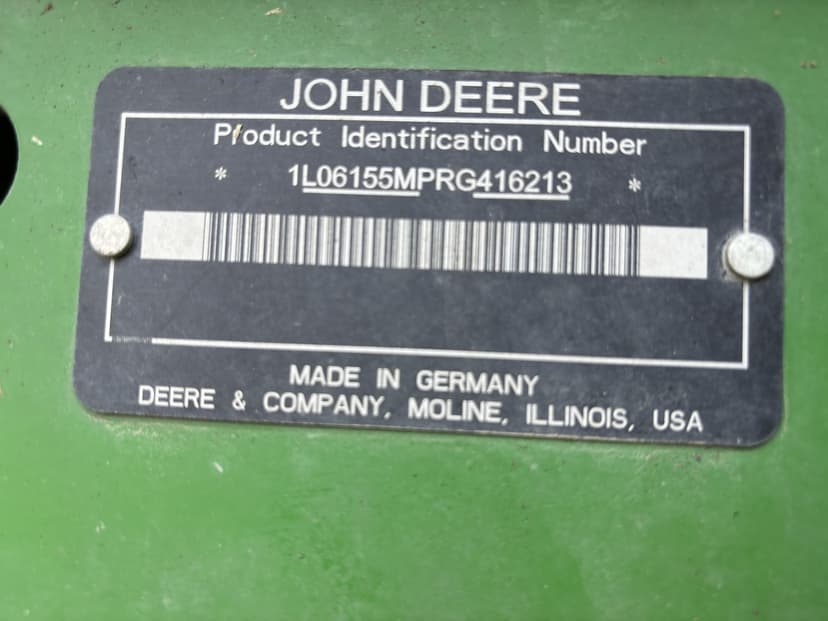 JOHN DEERE
Product Identification Number
* 1L06155MPRG416213 *
MADE IN GERMANY
DEERE & COMPANY, MOLINE, ILLINOIS, USA